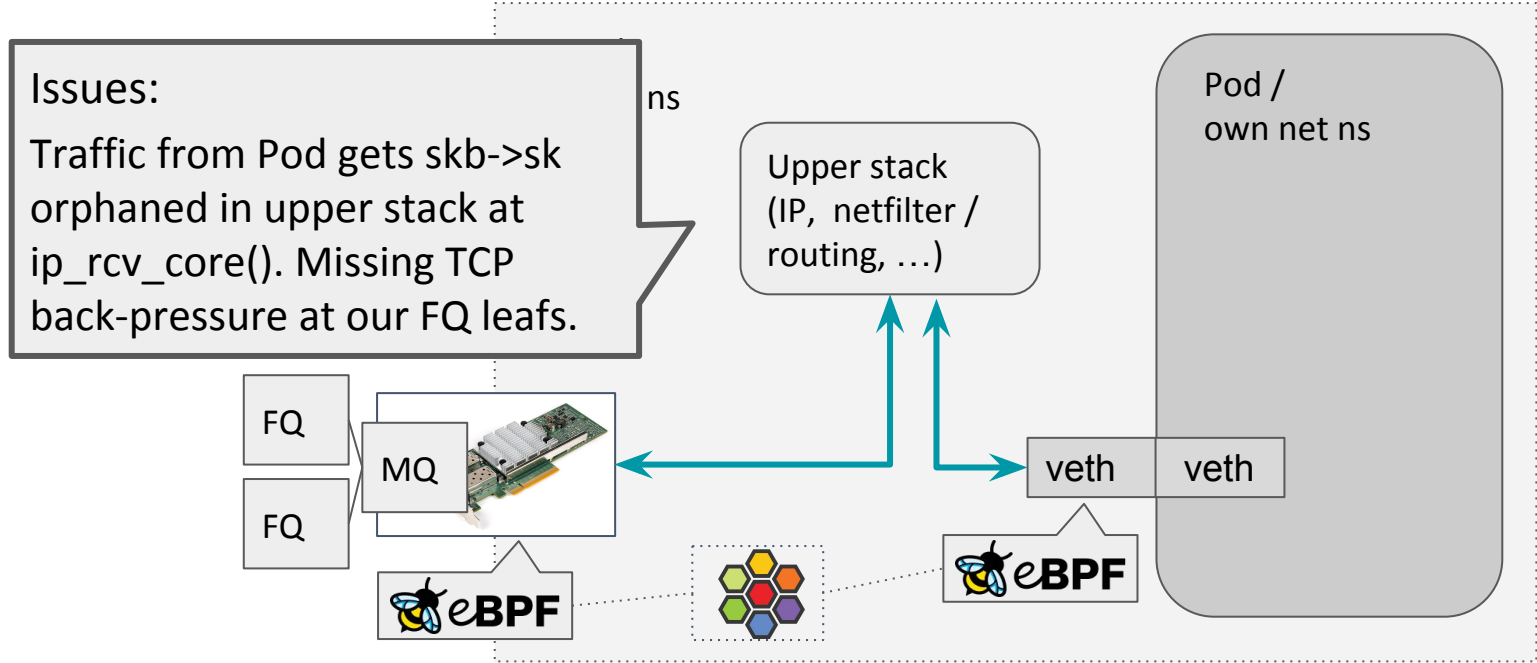 Issues:
Traffic from Pod gets skb->sk
orphaned in upper stack at
ip_rcv_core(). Missing TCP
back-pressure at our FQ leafs.
ns
Upper stack
(IP, netfilter /
routing, …)
Pod /
own net ns
FQ
MQ
FQ
veth
veth
eBPF
eBPF